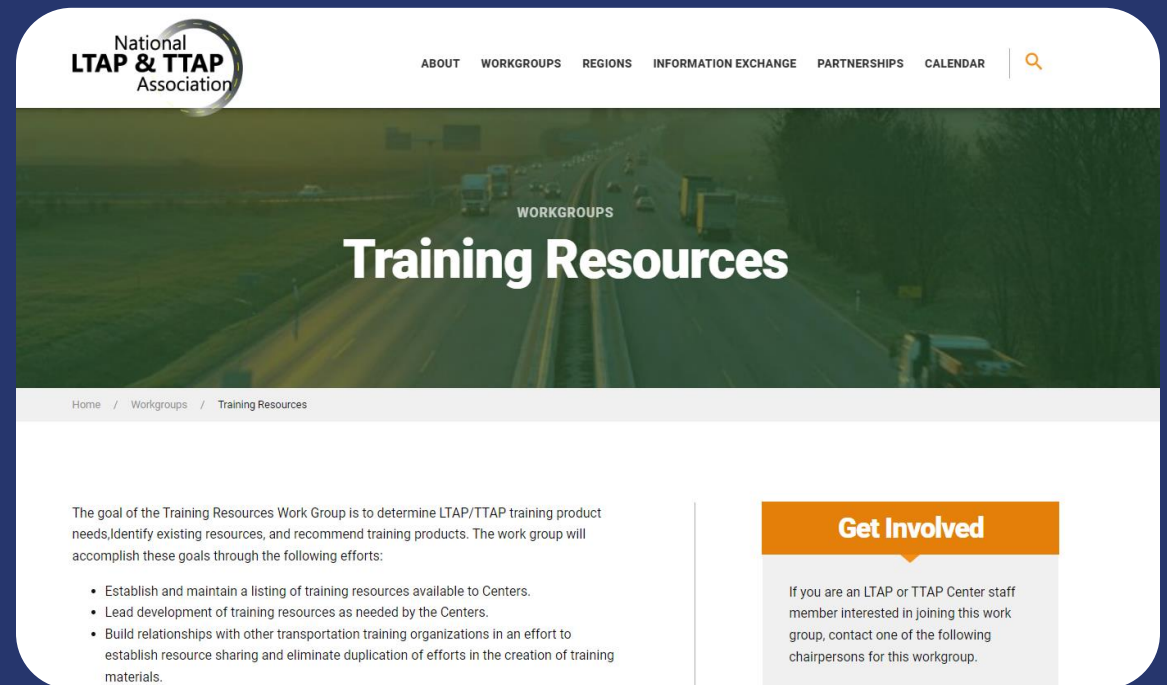 National
LTAP & TTAP
Association
ABOUT WORKGROUPS REGIONS INFORMATION EXCHANGE PARTNERSHIPS CALENDAR
WORKGROUPS
Training Resources
Home / Workgroups / Training Resources
The goal of the Training Resources Work Group is to determine LTAP/TTAP training product
needs,Identify existing resources, and recommend training products. The work group will
accomplish these goals through the following efforts:
• Establish and maintain a listing of training resources available to Centers.
• Lead development of training resources as needed by the Centers.
• Build relationships with other transportation training organizations in an effort to
establish resource sharing and eliminate duplication of efforts in the creation of training
materials.
Get Involved
If you are an LTAP or TTAP Center staff
member interested in joining this work
group, contact one of the following
chairpersons for this workgroup.